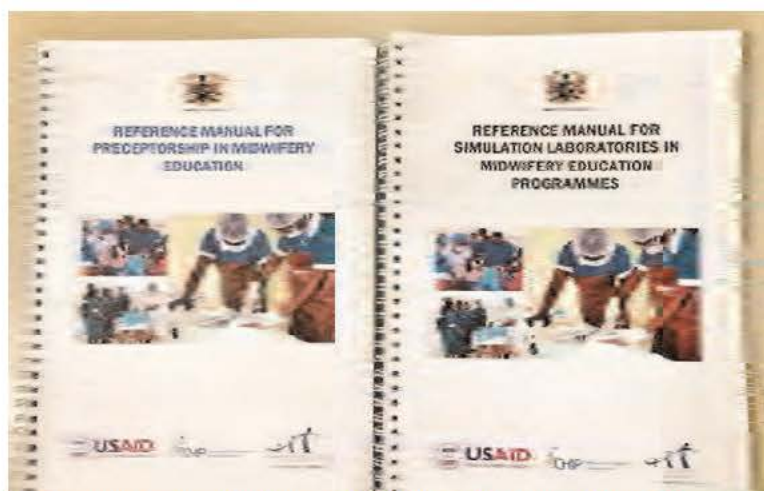 REFERENCE MANUAL FOR
PRECEPTORSHIP IN MIDWIFERY
EDUCATION
USAID
REFERENCE MANUAL FOR
SIMULATION LABORATORIES IN
MIDWIFERY EDUCATION
PROGRAMMES
USAID